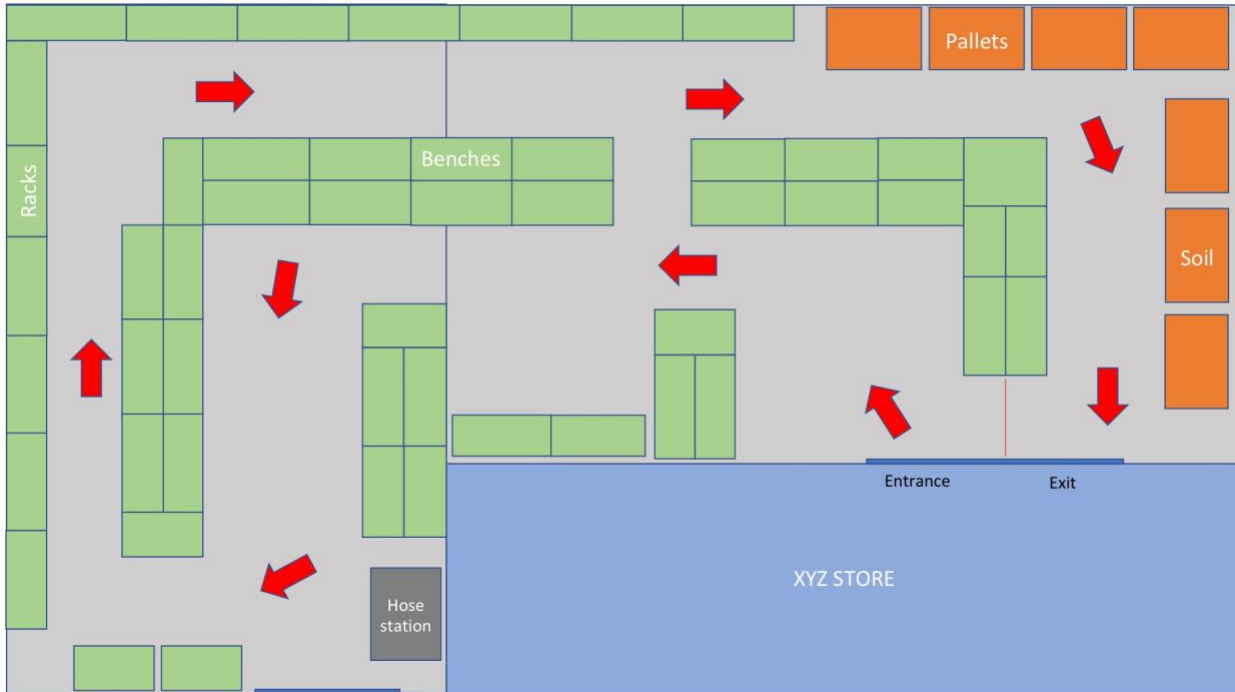 Pallets
Benches
Racks
Soil
Entrance
Exit
XYZ STORE
Hose
station